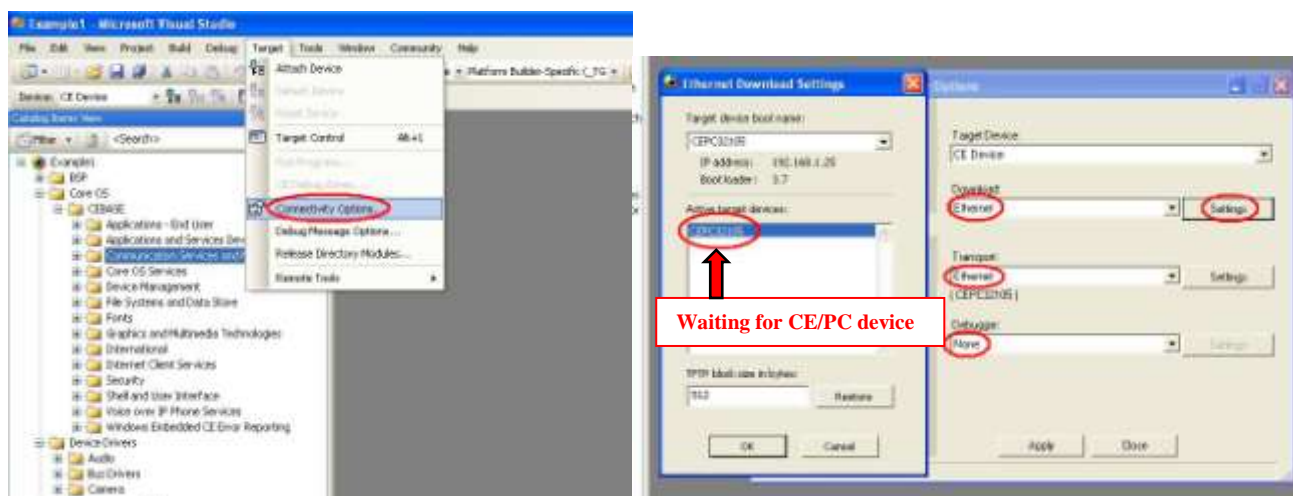 Example1 - Microsoft Visual Studio
File Edit View Project Build Debug Target Tools Window Community Help
Attach Device
Platform Builder-Specific (_TG
Device: CE Device
Catalog Items View
Target Control Alt+1
Filter <Search>
Connectivity Options...
Debug Message Options...
Release Directory Modules...
Remote Tools
BSP
Core OS
CEBASE
Applications - End User
Applications and Services Dev
Communication Services and
Core OS Services
Device Management
File Systems and Data Store
Fonts
Graphics and Multimedia Technologies
International
Internet Client Services
Security
Shell and User Interface
Voice over IP Phone Services
Windows Embedded CE Error Reporting
Device Drivers
Audio
Bus Drivers
Camera
Ethernet Download Settings
Target device boot name:
CEPC32105
IP address: 192.168.1.25
Boot loader: 3.7
Active target devices:
CEPC32105
Waiting for CE/PC device
TFTP block size in bytes:
512 Restore
OK Cancel
Options
Target Device:
CE Device
Download:
Ethernet Settings
Transport:
Ethernet Settings
(CEPC32105)
Debugger:
None Settings
Apply Close